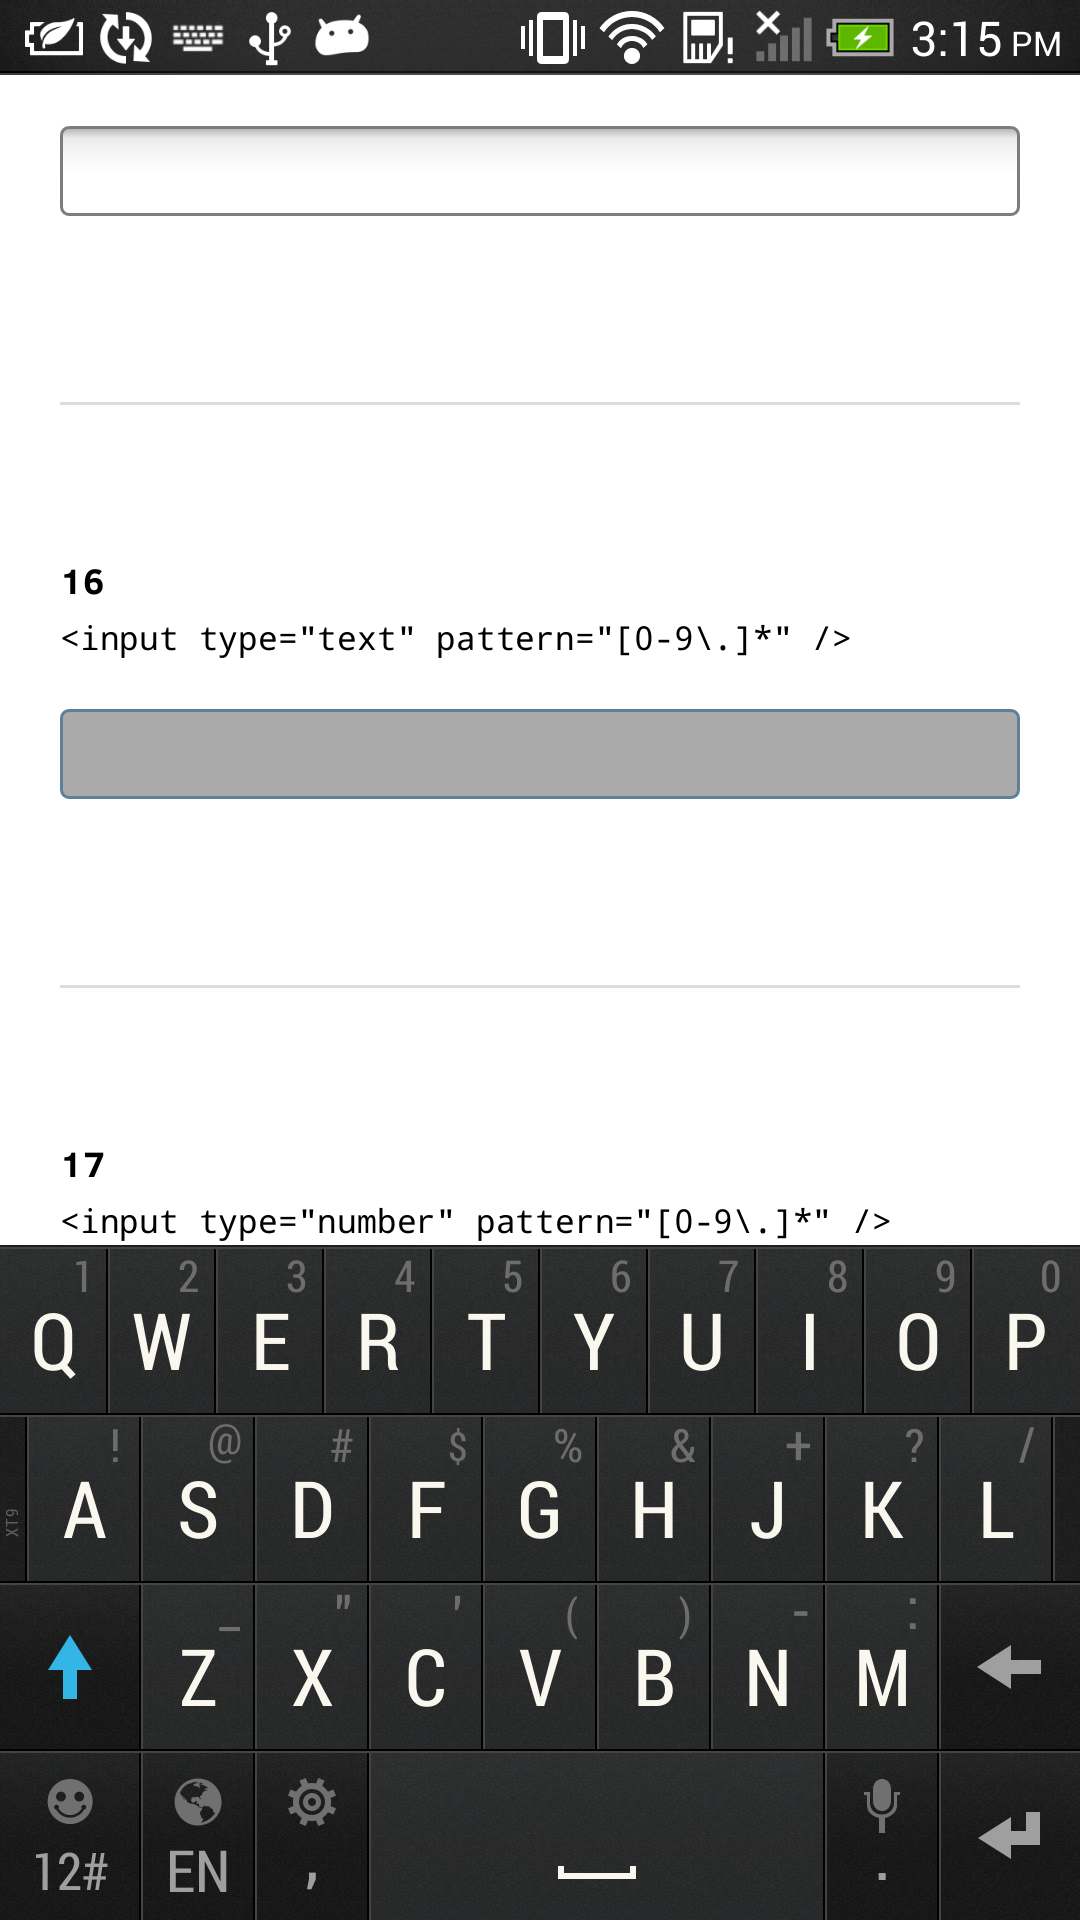 3:15 PM
16
<input type="text" pattern="[0-9\.]*" />
17
<input type="number" pattern="[0-9\.]*" />
1 2 3 4 5 6 7 8 9 0
Q W E R T Y U I O P
! @ # $ % & + ? /
XT9 A S D F G H J K L
_ " ' ( ) - :
Z X C V B N M
12# EN , .